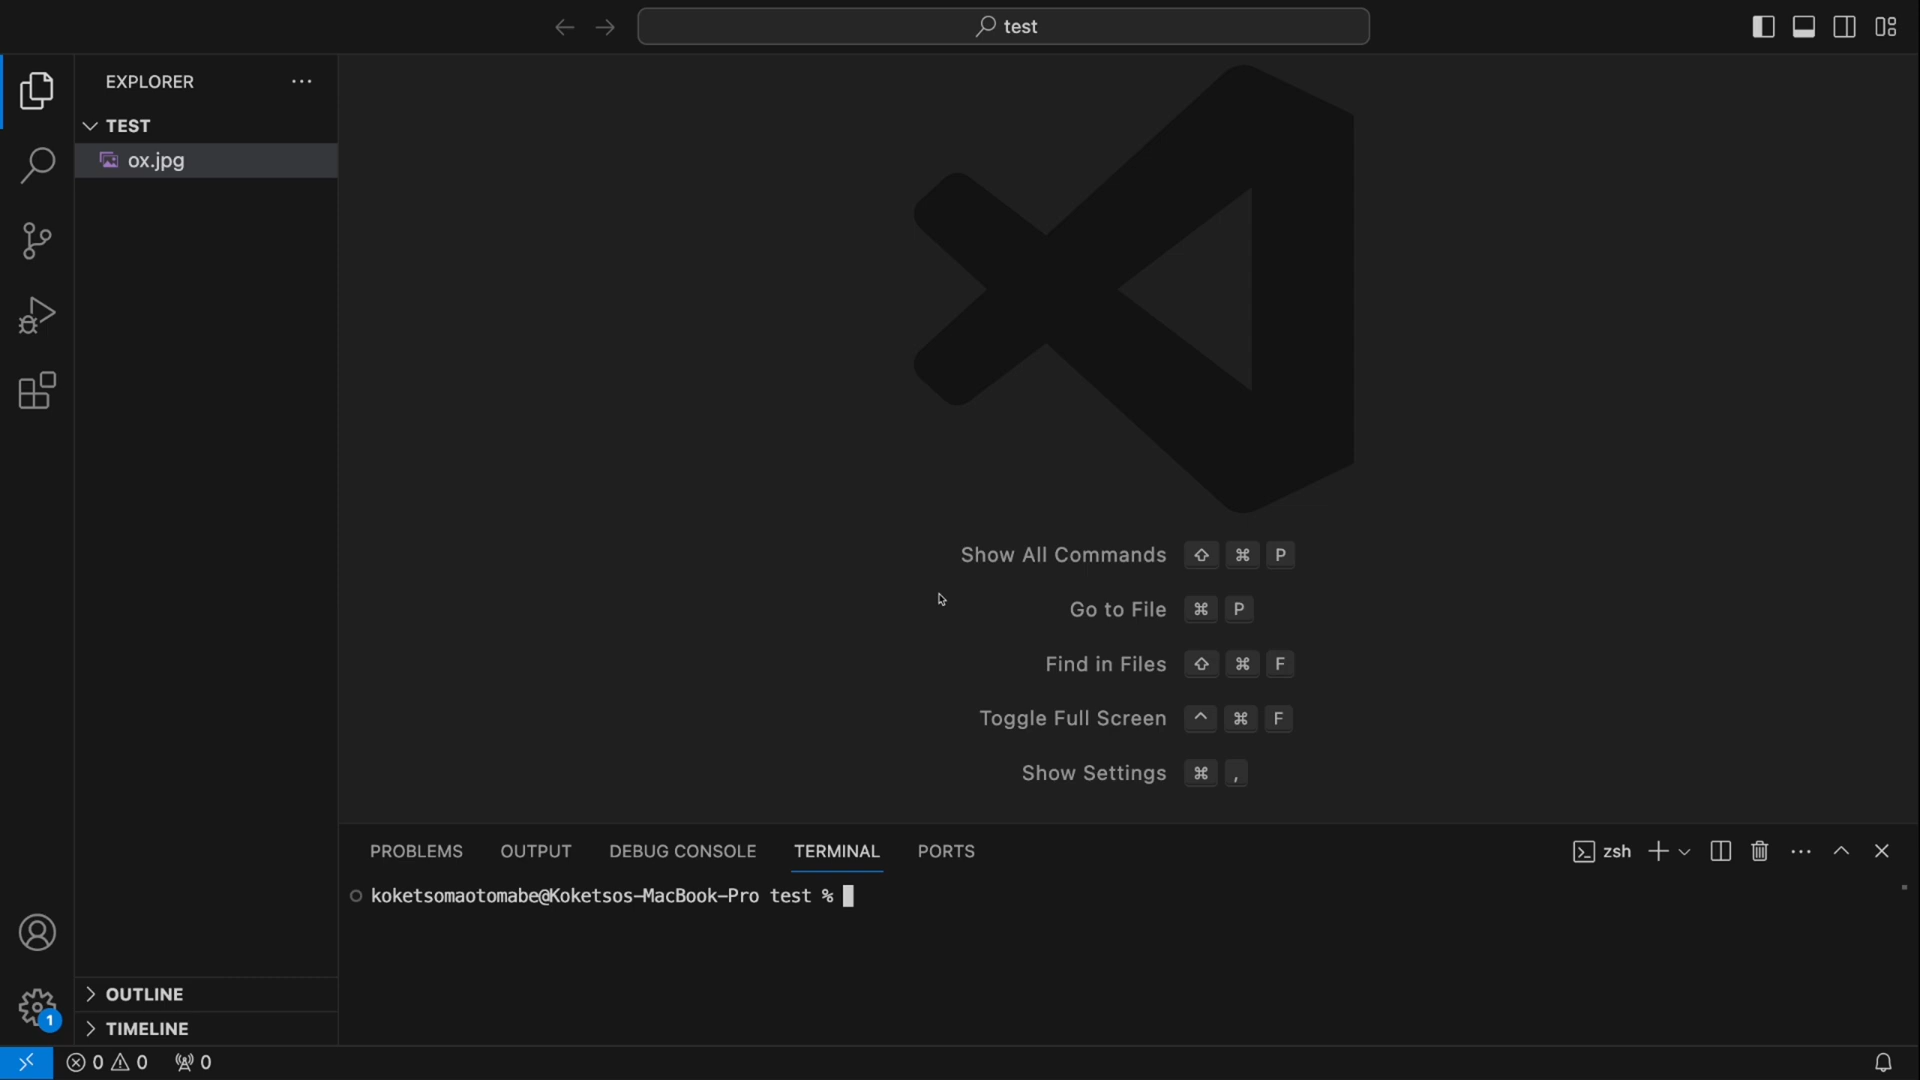 test
EXPLORER
TEST
ox.jpg
Show All Commands ⇧ ⌘ P
Go to File ⌘ P
Find in Files ⇧ ⌘ F
Toggle Full Screen ^ ⌘ F
Show Settings ⌘ ,
PROBLEMS OUTPUT DEBUG CONSOLE TERMINAL PORTS zsh
koketsomaotomabe@Koketsos-MacBook-Pro test %
OUTLINE
1
TIMELINE
0 0 0